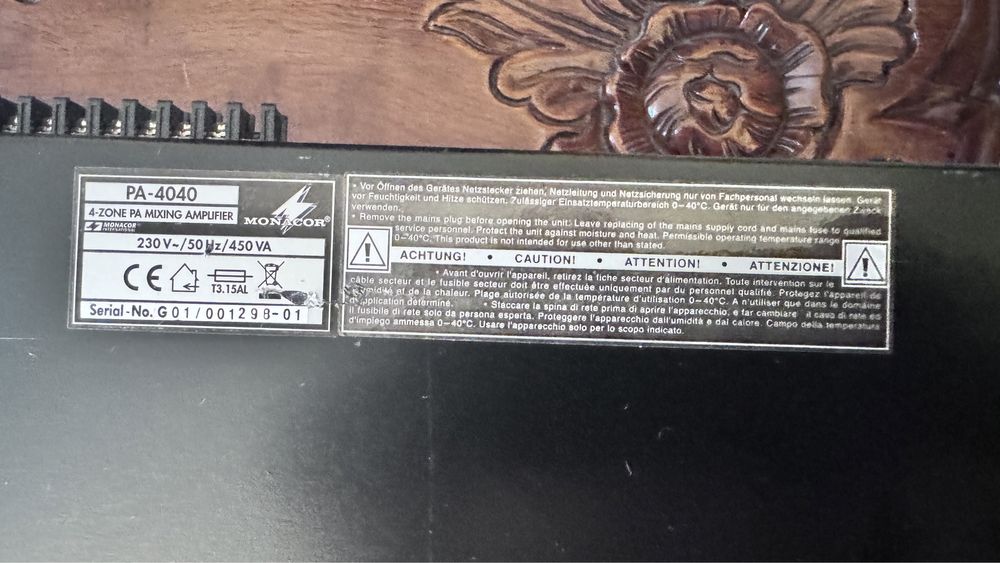 PA-4040
4-ZONE PA MIXING AMPLIFIER
MONACOR INTERNATIONAL
MONACOR®
230 V~/50 Hz/450 VA
CE
T3.15AL
Serial-No. G 01/001298-01
• Vor Öffnen des Gerätes Netzstecker ziehen, Netzleitung und Netzsicherung nur von Fachpersonal wechseln lassen. Gerät
vor Feuchtigkeit und Hitze schützen. Zulässiger Einsatztemperaturbereich 0–40°C. Gerät nur für den angegebenen Zweck
verwenden.
• Remove the mains plug before opening the unit. Leave replacing of the mains supply cord and mains fuse to qualified
service personnel. Protect the unit against moisture and heat. Permissible operating temperature range
0–40°C. This product is not intended for use other than stated.
ACHTUNG! • CAUTION! • ATTENTION! • ATTENZIONE!
• Avant d'ouvrir l'appareil, retirez la fiche secteur d'alimentation. Toute intervention sur le
câble secteur et le fusible secteur doit être effectuée uniquement par du personnel qualifié. Protegez l'appareil de
l'humidité et de la chaleur. Plage autorisée de la température d'utilisation 0–40°C. A n'utiliser que dans le domaine
d'application déterminé. • Staccare la spina di rete prima di aprire l'apparecchio, e far cambiare il cavo di rete ed
il fusibile di rete solo da persona esperta. Proteggere l'apparecchio dall'umidità e dal calore. Campo della temperatura
d'impiego ammessa 0–40°C. Usare l'apparecchio solo per lo scopo indicato.